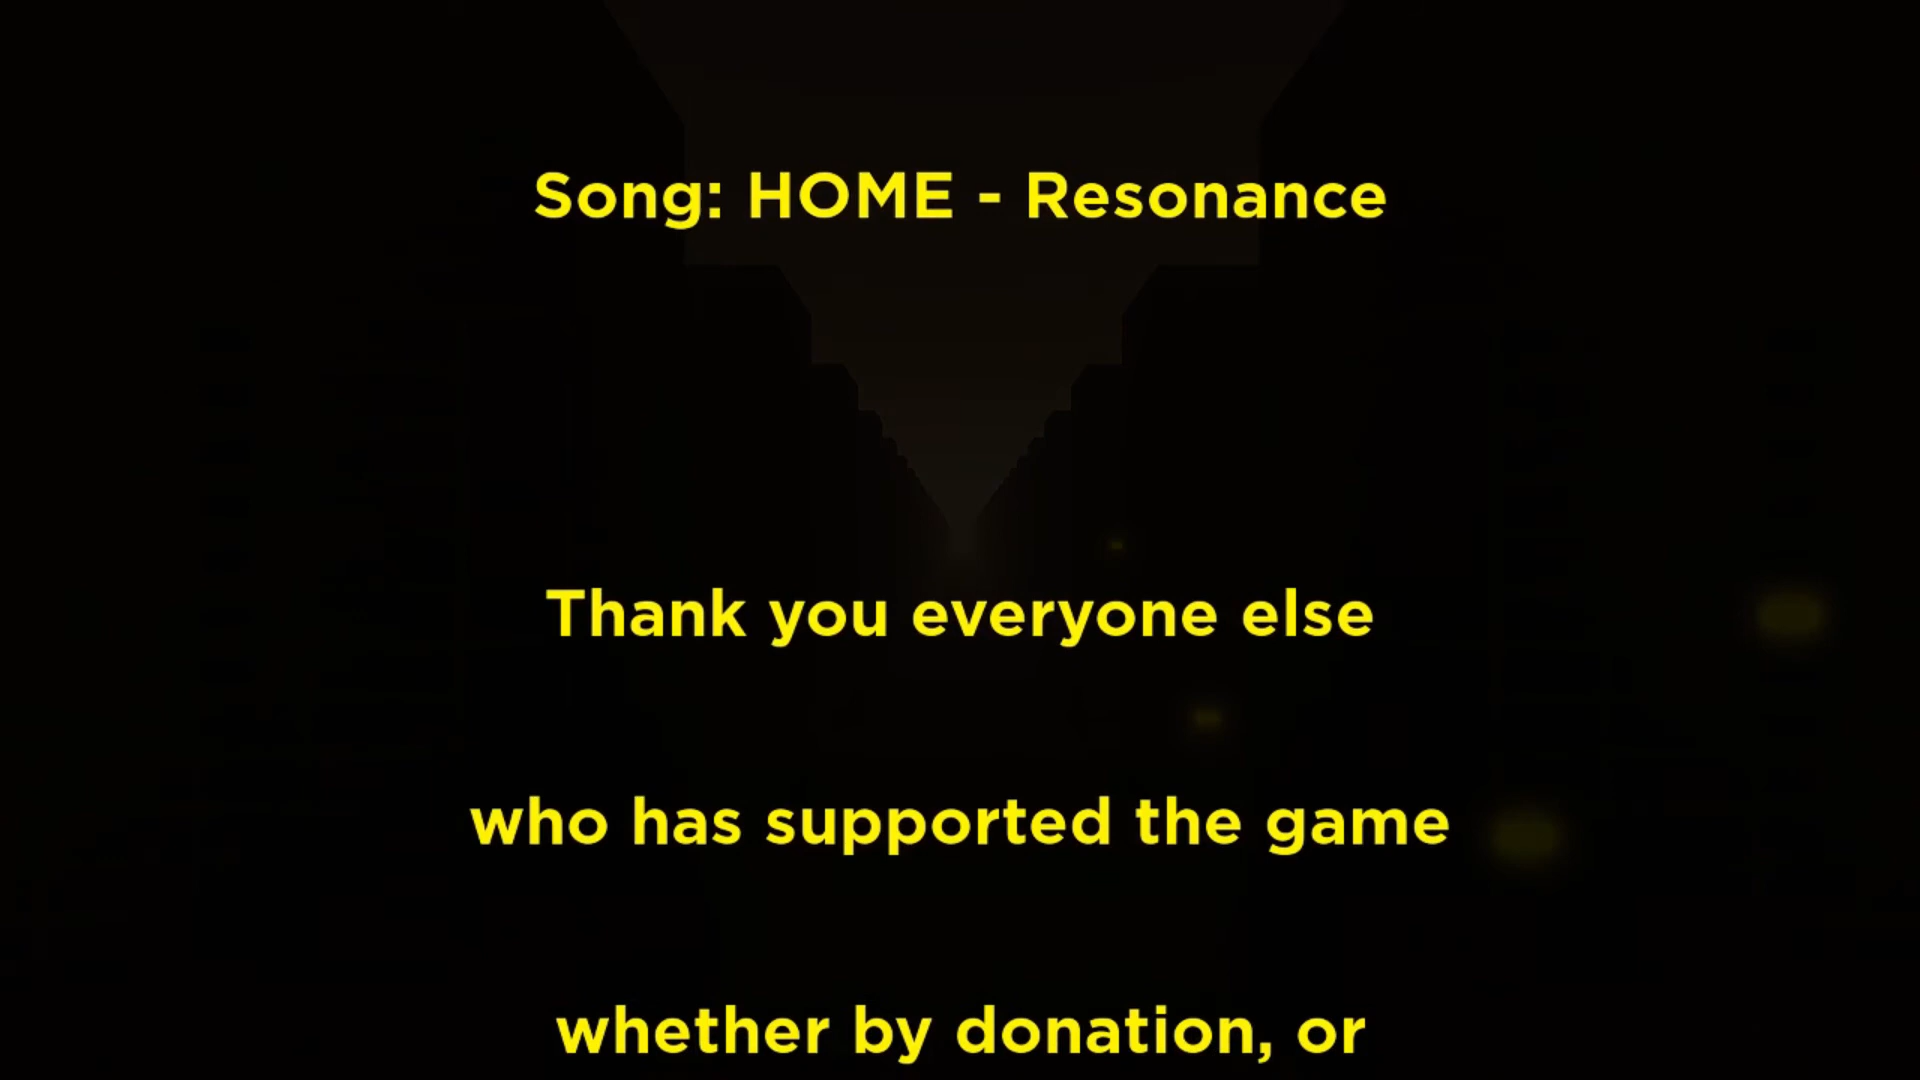 Song: HOME - Resonance
Thank you everyone else
who has supported the game
whether by donation, or